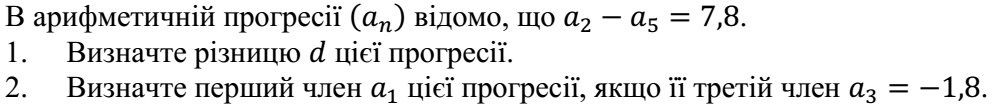 В арифметичній прогресії (aₙ) відомо, що a₂ − a₅ = 7,8.
1. Визначте різницю d цієї прогресії.
2. Визначте перший член a₁ цієї прогресії, якщо її третій член a₃ = −1,8.